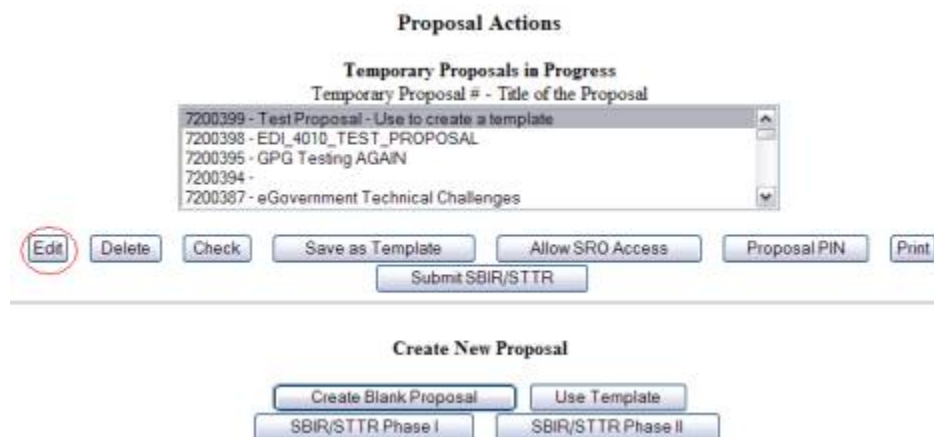 Proposal Actions
Temporary Proposals in Progress
Temporary Proposal # - Title of the Proposal
7200399 - Test Proposal - Use to create a template
7200398 - EDI_4010_TEST_PROPOSAL
7200395 - GPG Testing AGAIN
7200394 -
7200387 - eGovernment Technical Challenges
Edit Delete Check Save as Template Allow SRO Access Proposal PIN Print
Submit SBIR/STTR
Create New Proposal
Create Blank Proposal Use Template
SBIR/STTR Phase I SBIR/STTR Phase II